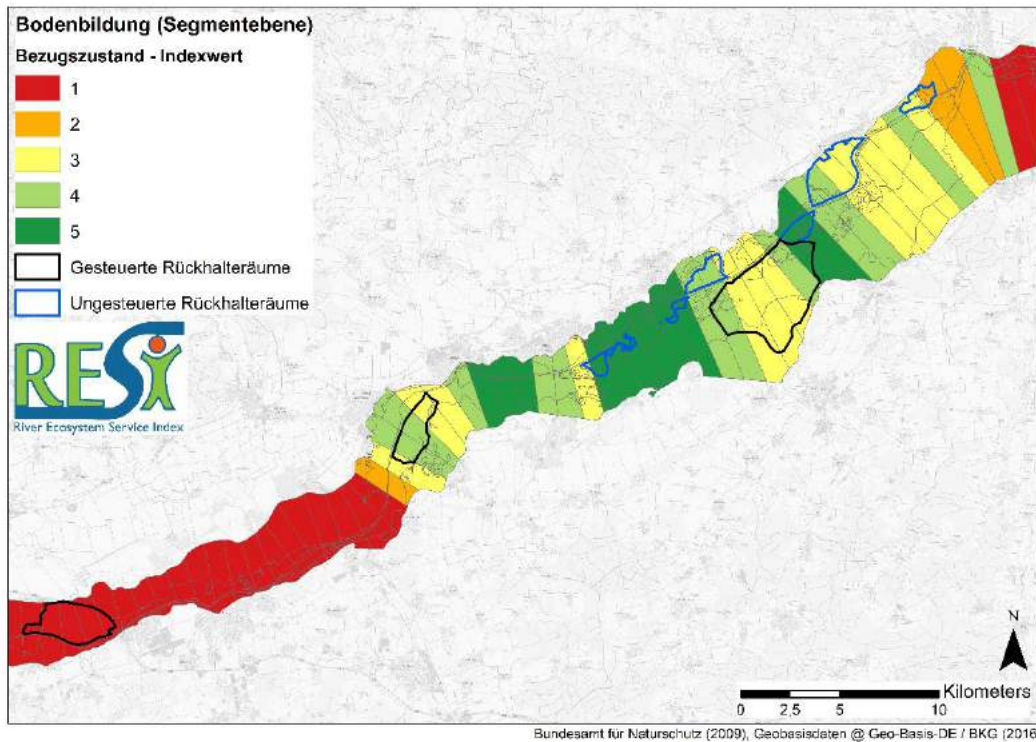 Bodenbildung (Segmentebene)
Bezugszustand - Indexwert
1
2
3
4
5
Gesteuerte Rückhalteräume
Ungesteuerte Rückhalteräume
RESI
River Ecosystem Service Index
N
Kilometers
0 2,5 5 10
Bundesamt für Naturschutz (2009), Geobasisdaten @ Geo-Basis-DE / BKG (2016